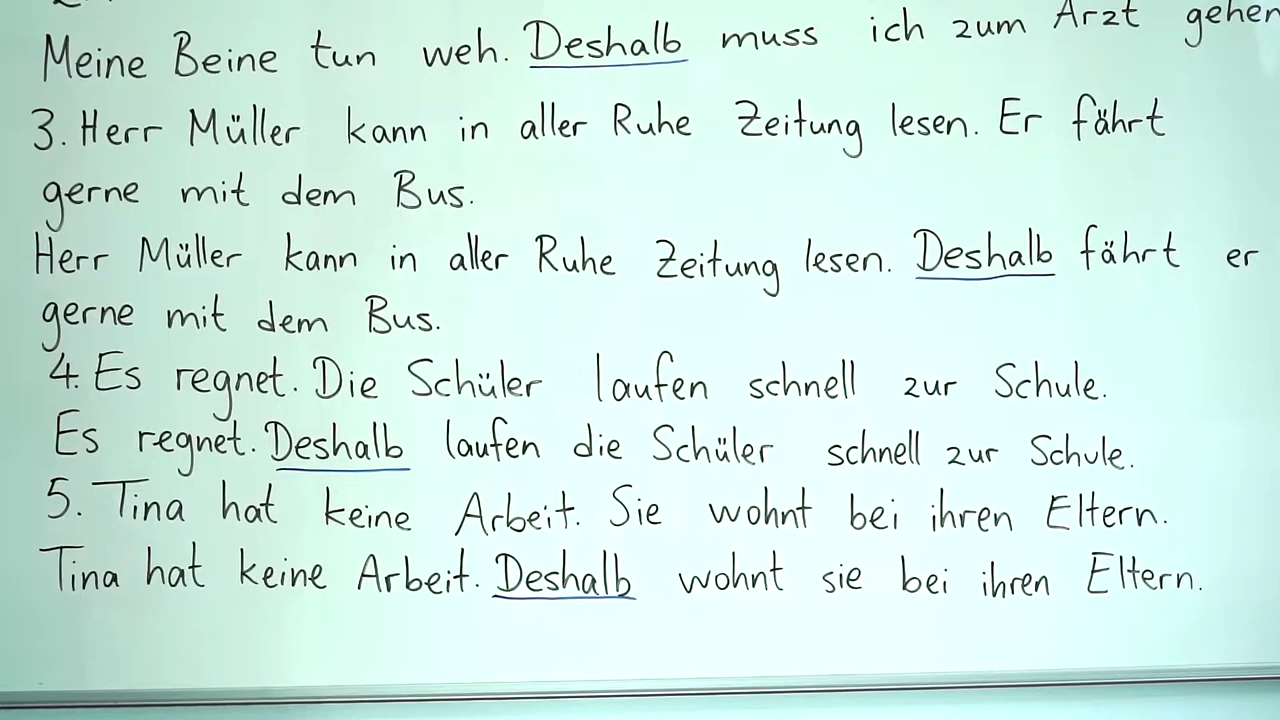 Meine Beine tun weh. Deshalb muss ich zum Arzt gehen
3. Herr Müller kann in aller Ruhe Zeitung lesen. Er fährt
gerne mit dem Bus.
Herr Müller kann in aller Ruhe Zeitung lesen. Deshalb fährt er
gerne mit dem Bus.
4. Es regnet. Die Schüler laufen schnell zur Schule.
Es regnet. Deshalb laufen die Schüler schnell zur Schule.
5. Tina hat keine Arbeit. Sie wohnt bei ihren Eltern.
Tina hat keine Arbeit. Deshalb wohnt sie bei ihren Eltern.